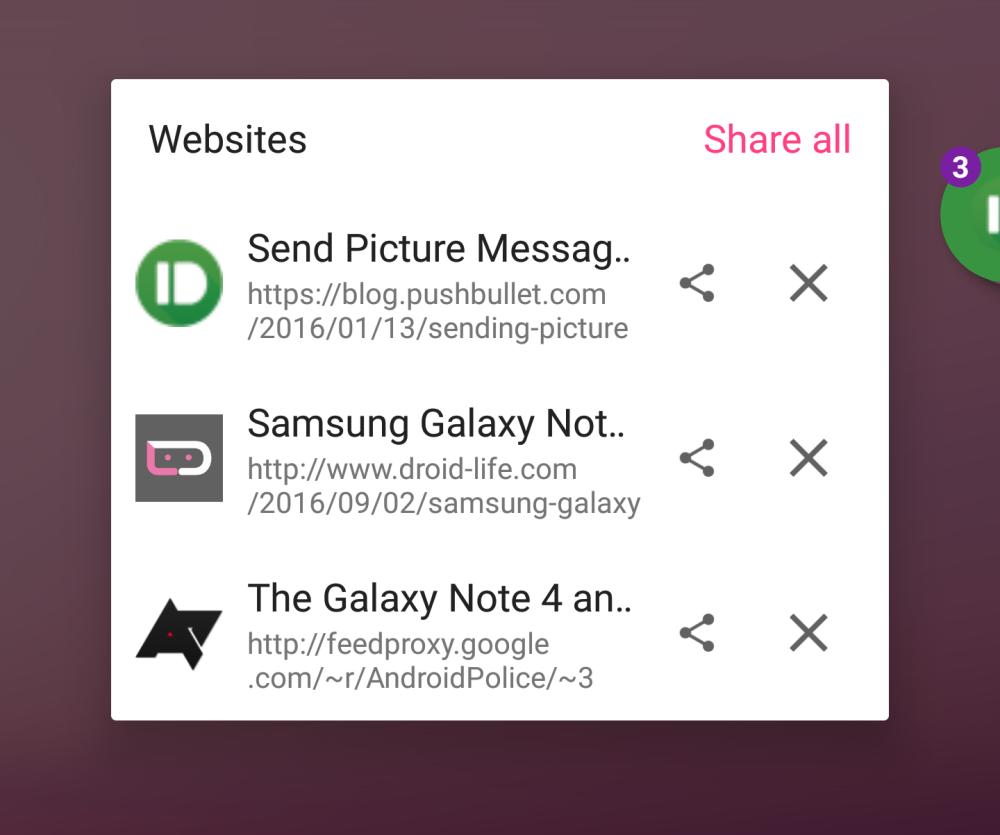 Websites
Share all
3
Send Picture Messag..
https://blog.pushbullet.com
/2016/01/13/sending-picture
Samsung Galaxy Not..
http://www.droid-life.com
/2016/09/02/samsung-galaxy
The Galaxy Note 4 an..
http://feedproxy.google
.com/~r/AndroidPolice/~3